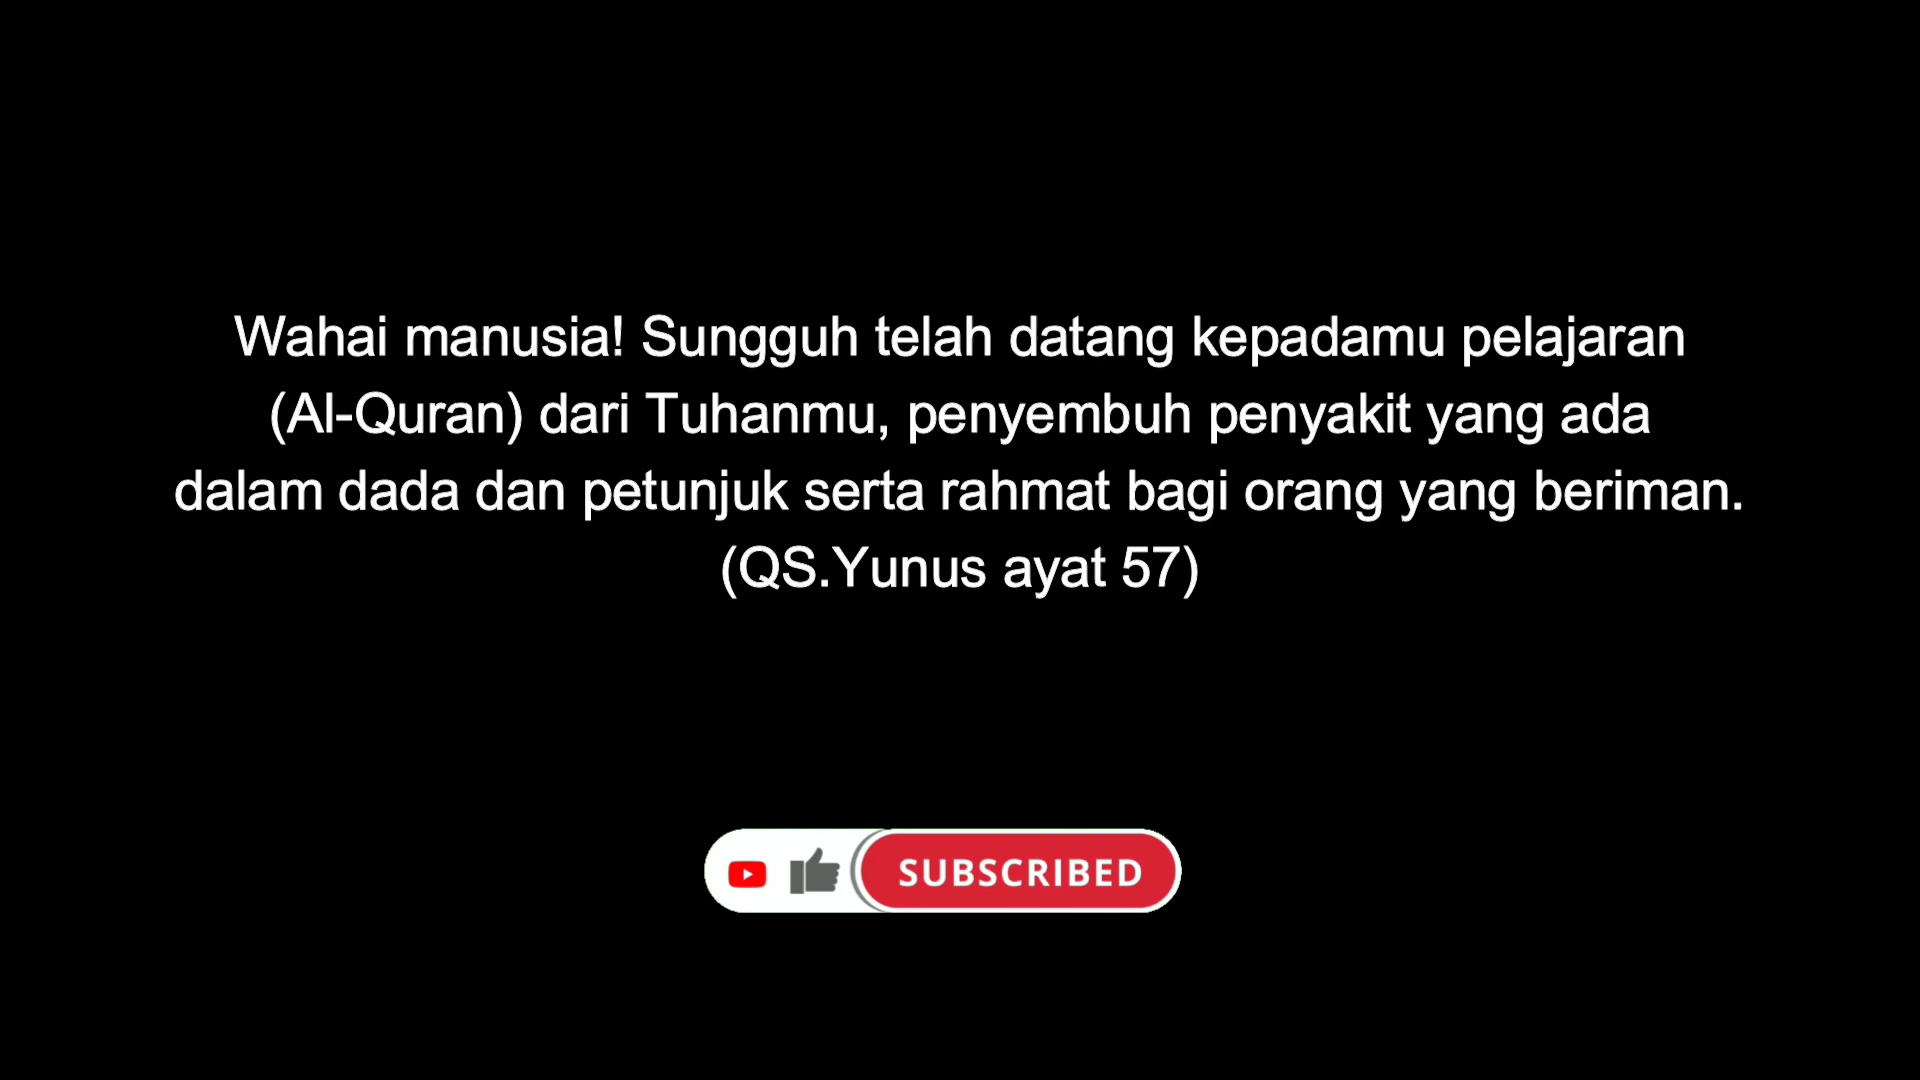 Wahai manusia! Sungguh telah datang kepadamu pelajaran
(Al-Quran) dari Tuhanmu, penyembuh penyakit yang ada
dalam dada dan petunjuk serta rahmat bagi orang yang beriman.
(QS.Yunus ayat 57)
SUBSCRIBED